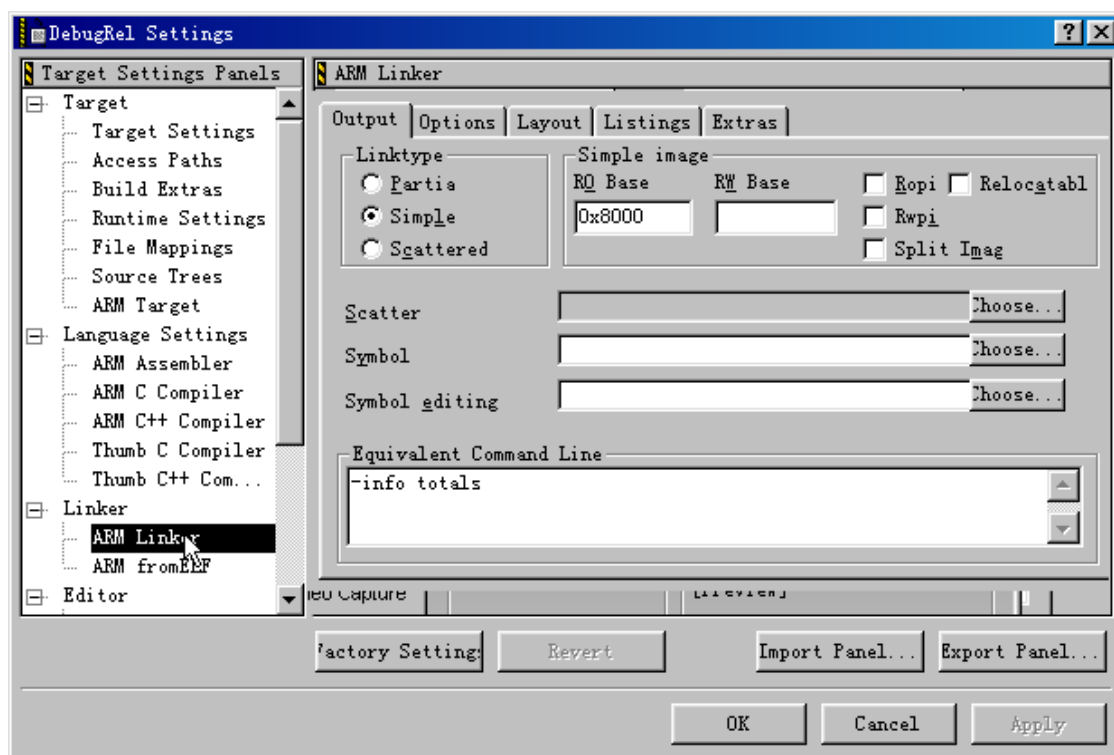 DebugRel Settings
Target Settings Panels
Target
Target Settings
Access Paths
Build Extras
Runtime Settings
File Mappings
Source Trees
ARM Target
Language Settings
ARM Assembler
ARM C Compiler
ARM C++ Compiler
Thumb C Compiler
Thumb C++ Com...
Linker
ARM Linker
ARM fromELF
Editor
ARM Linker
Output Options Layout Listings Extras
Linktype
Partia
Simple
Scattered
Simple image
RO Base RW Base
0x8000
Ropi Relocatabl
Rwpi
Split Imag
Scatter Choose...
Symbol Choose...
Symbol editing Choose...
Equivalent Command Line
-info totals
Capture
Factory Setting Revert Import Panel... Export Panel...
OK Cancel Apply